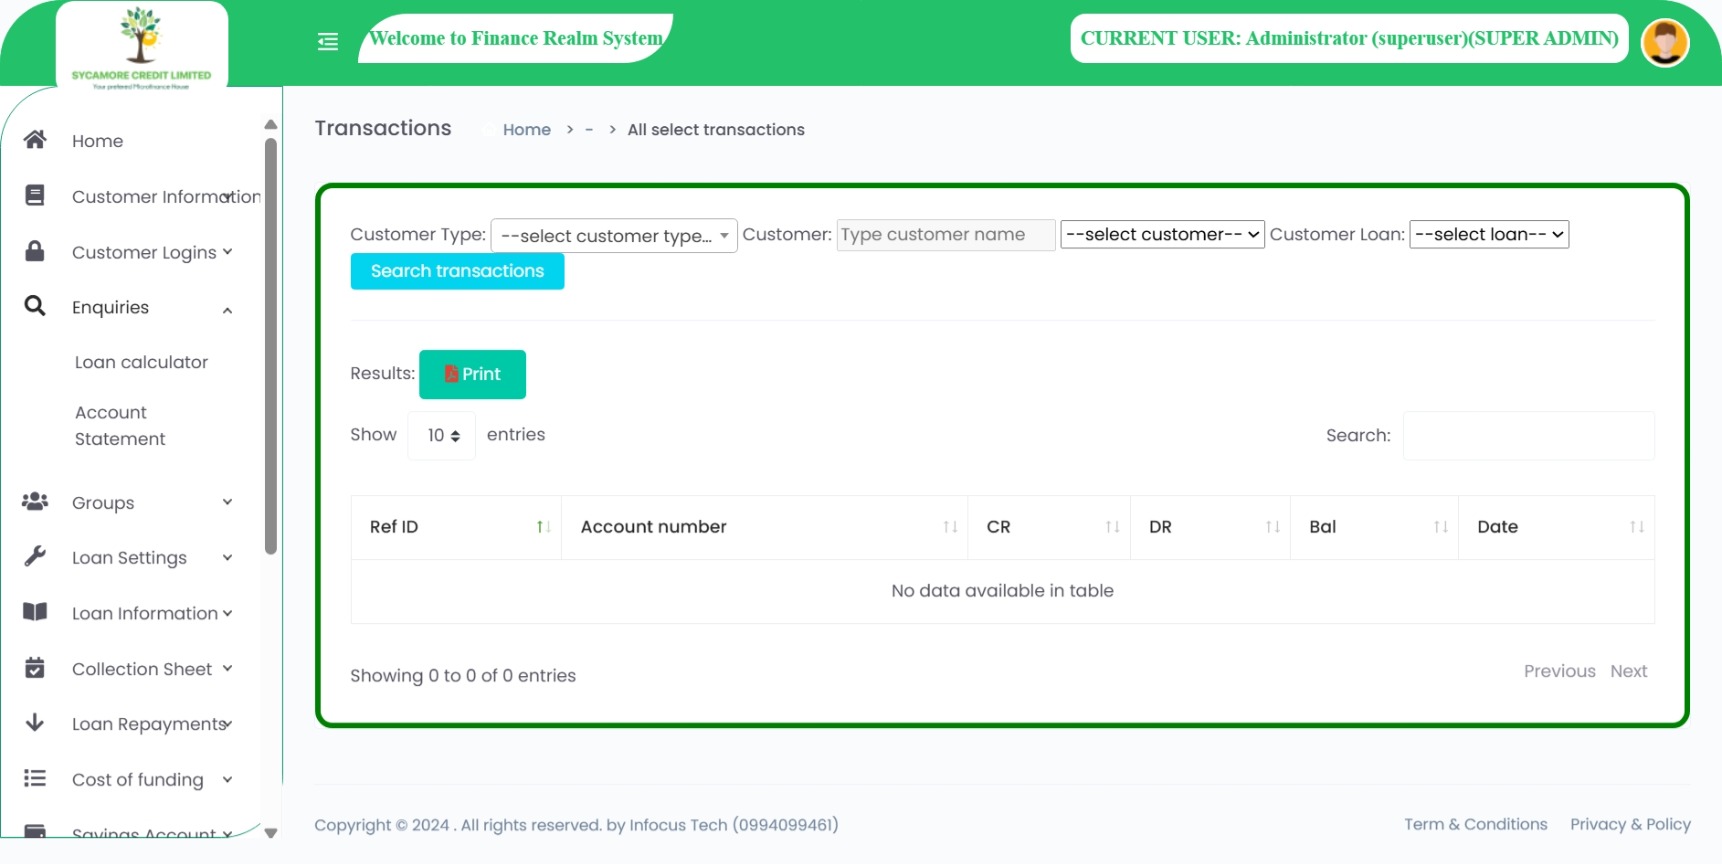 SYCAMORE CREDIT LIMITED
Your preferred Microfinance House
Welcome to Finance Realm System
CURRENT USER: Administrator (superuser)(SUPER ADMIN)
Home
Customer Information
Customer Logins
Enquiries
Loan calculator
Account
Statement
Groups
Loan Settings
Loan Information
Collection Sheet
Loan Repayments
Cost of funding
Savings Account
Transactions Home > - > All select transactions
Customer Type: --select customer type... Customer: Type customer name --select customer-- Customer Loan: --select loan--
Search transactions
Results: Print
Show 10 entries Search:
Ref ID Account number CR DR Bal Date
No data available in table
Showing 0 to 0 of 0 entries Previous Next
Copyright © 2024 . All rights reserved. by Infocus Tech (0994099461) Term & Conditions Privacy & Policy